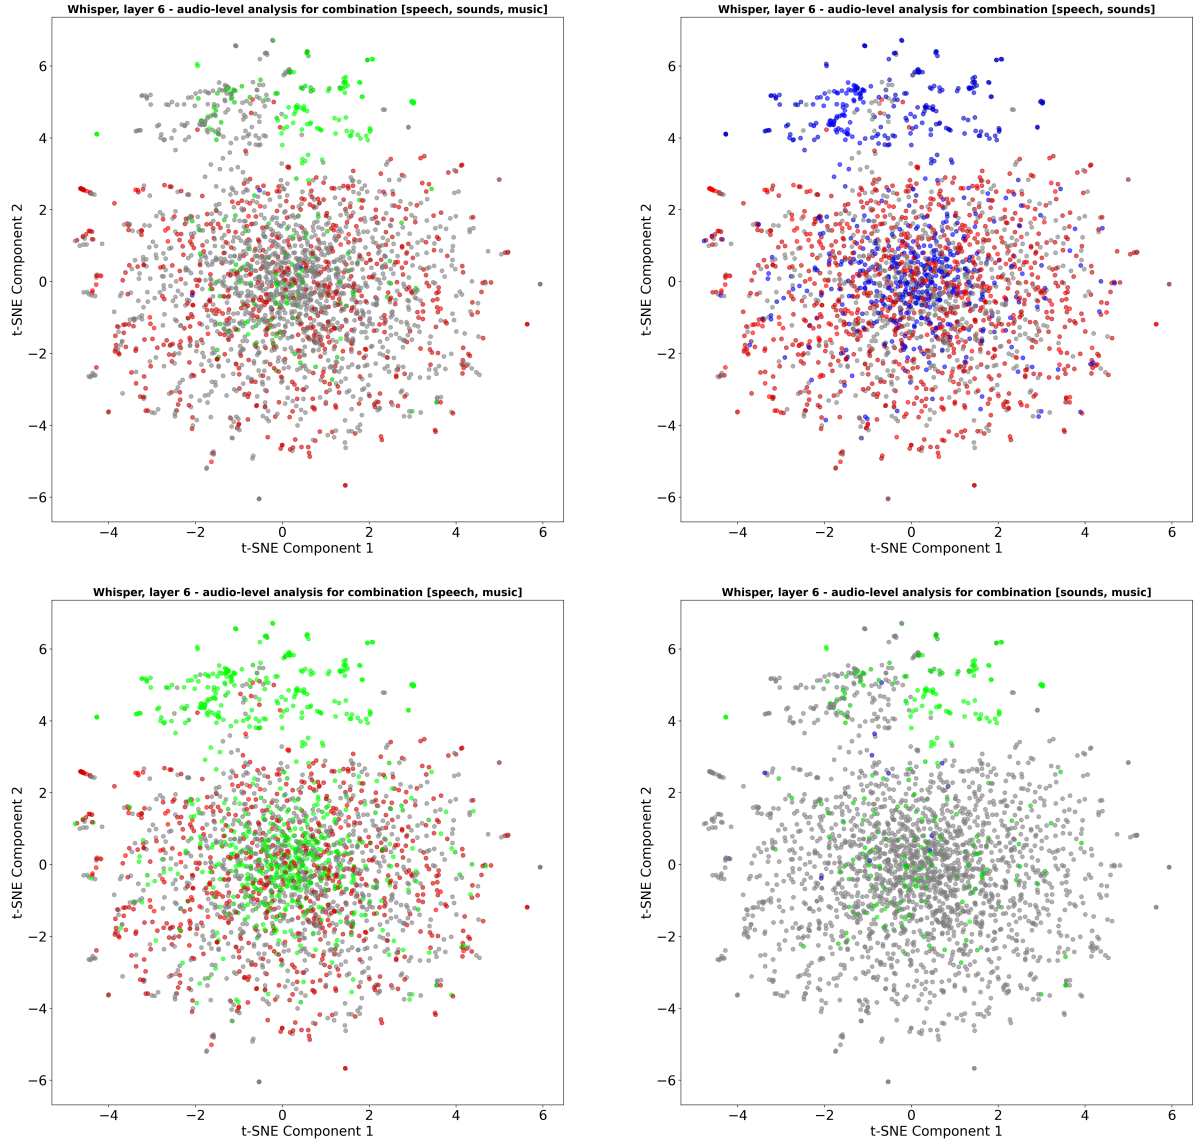 Whisper, layer 6 - audio-level analysis for combination [speech, sounds, music]
6
4
2
0
−2
−4
−6
t-SNE Component 2
−4 −2 0 2 4 6
t-SNE Component 1
Whisper, layer 6 - audio-level analysis for combination [speech, sounds]
6
4
2
0
−2
−4
−6
t-SNE Component 2
−4 −2 0 2 4 6
t-SNE Component 1
Whisper, layer 6 - audio-level analysis for combination [speech, music]
6
4
2
0
−2
−4
−6
t-SNE Component 2
−4 −2 0 2 4 6
t-SNE Component 1
Whisper, layer 6 - audio-level analysis for combination [sounds, music]
6
4
2
0
−2
−4
−6
t-SNE Component 2
−4 −2 0 2 4 6
t-SNE Component 1